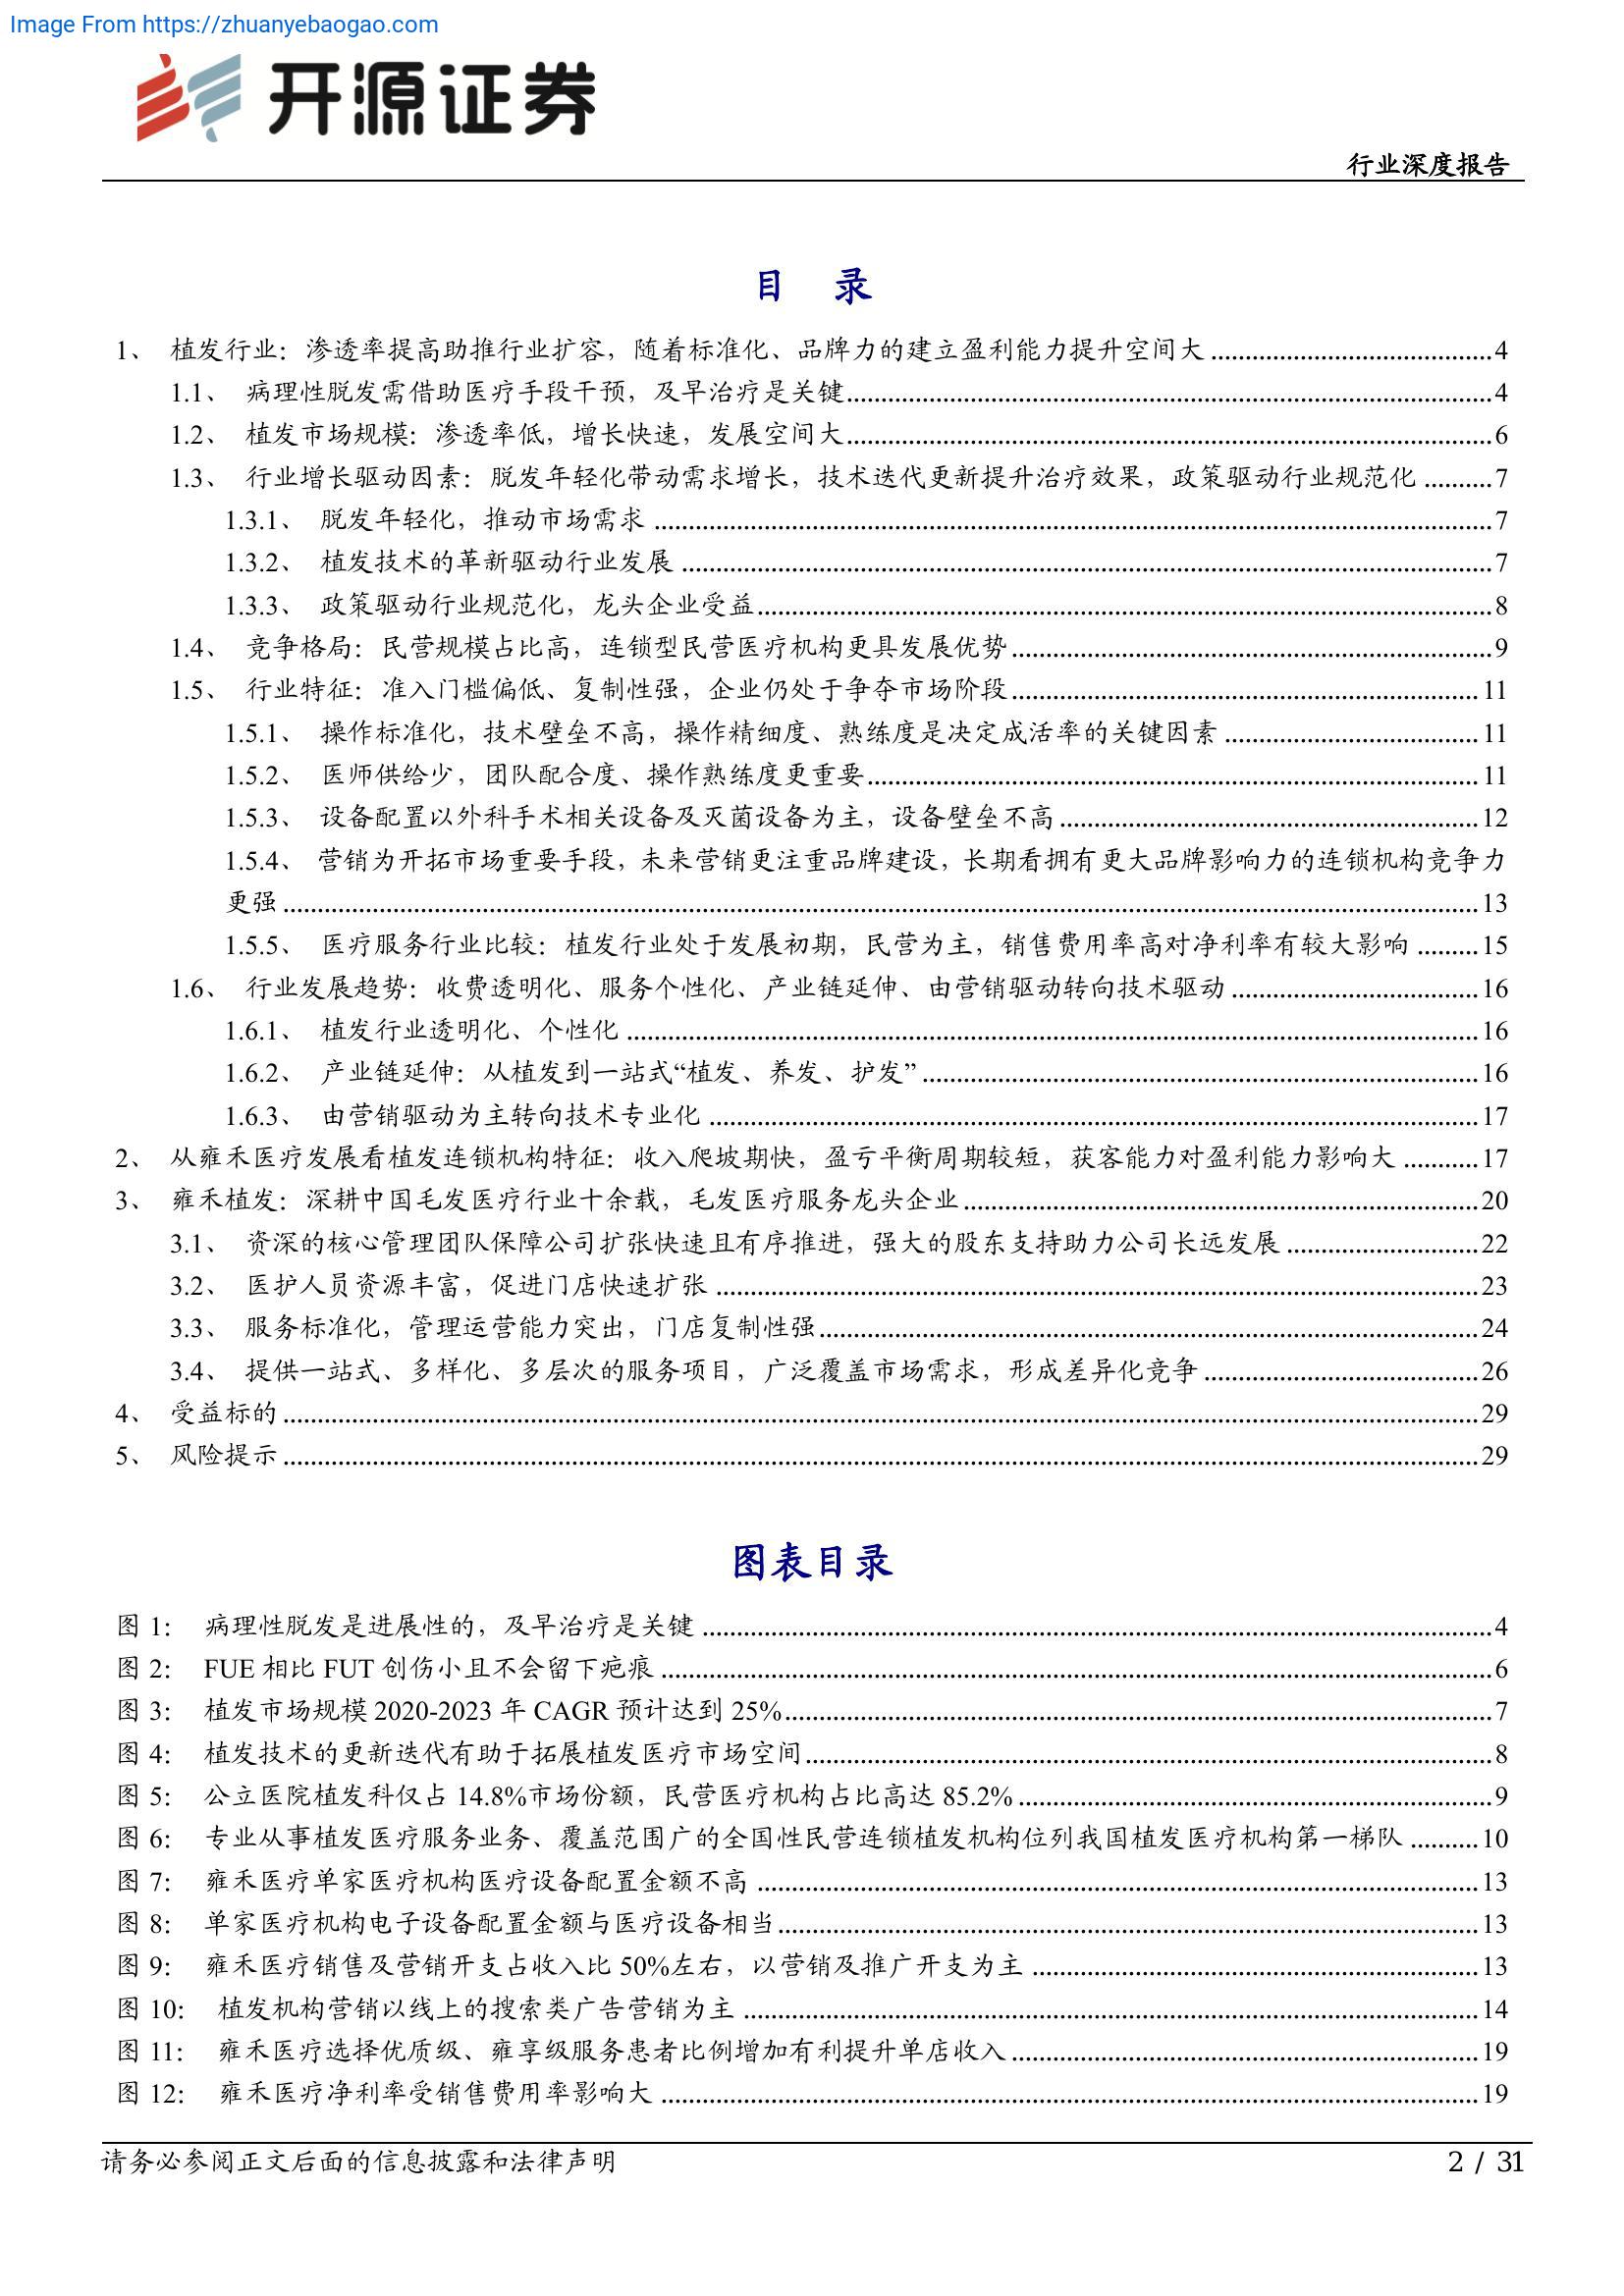 Image From https://zhuanyebaogao.com
开源证券
行业深度报告
目 录
1、 植发行业：渗透率提高助推行业扩容，随着标准化、品牌力的建立盈利能力提升空间大 ........ 4
1.1、 病理性脱发需借助医疗手段干预，及早治疗是关键 ........ 4
1.2、 植发市场规模：渗透率低，增长快速，发展空间大 ........ 6
1.3、 行业增长驱动因素：脱发年轻化带动需求增长，技术迭代更新提升治疗效果，政策驱动行业规范化 ........ 7
1.3.1、 脱发年轻化，推动市场需求 ........ 7
1.3.2、 植发技术的革新驱动行业发展 ........ 7
1.3.3、 政策驱动行业规范化，龙头企业受益 ........ 8
1.4、 竞争格局：民营规模占比高，连锁型民营医疗机构更具发展优势 ........ 9
1.5、 行业特征：准入门槛偏低、复制性强，企业仍处于争夺市场阶段 ........ 11
1.5.1、 操作标准化，技术壁垒不高，操作精细度、熟练度是决定成活率的关键因素 ........ 11
1.5.2、 医师供给少，团队配合度、操作熟练度更重要 ........ 11
1.5.3、 设备配置以外科手术相关设备及灭菌设备为主，设备壁垒不高 ........ 12
1.5.4、 营销为开拓市场重要手段，未来营销更注重品牌建设，长期看拥有更大品牌影响力的连锁机构竞争力
更强 ........ 13
1.5.5、 医疗服务行业比较：植发行业处于发展初期，民营为主，销售费用率高对净利率有较大影响 ........ 15
1.6、 行业发展趋势：收费透明化、服务个性化、产业链延伸、由营销驱动转向技术驱动 ........ 16
1.6.1、 植发行业透明化、个性化 ........ 16
1.6.2、 产业链延伸：从植发到一站式“植发、养发、护发” ........ 16
1.6.3、 由营销驱动为主转向技术专业化 ........ 17
2、 从雍禾医疗发展看植发连锁机构特征：收入爬坡期快，盈亏平衡周期较短，获客能力对盈利能力影响大 ........ 17
3、 雍禾植发：深耕中国毛发医疗行业十余载，毛发医疗服务龙头企业 ........ 20
3.1、 资深的核心管理团队保障公司扩张快速且有序推进，强大的股东支持助力公司长远发展 ........ 22
3.2、 医护人员资源丰富，促进门店快速扩张 ........ 23
3.3、 服务标准化，管理运营能力突出，门店复制性强 ........ 24
3.4、 提供一站式、多样化、多层次的服务项目，广泛覆盖市场需求，形成差异化竞争 ........ 26
4、 受益标的 ........ 29
5、 风险提示 ........ 29
图表目录
图 1： 病理性脱发是进展性的，及早治疗是关键 ........ 4
图 2： FUE 相比 FUT 创伤小且不会留下疤痕 ........ 6
图 3： 植发市场规模 2020-2023 年 CAGR 预计达到 25% ........ 7
图 4： 植发技术的更新迭代有助于拓展植发医疗市场空间 ........ 8
图 5： 公立医院植发科仅占 14.8%市场份额，民营医疗机构占比高达 85.2% ........ 9
图 6： 专业从事植发医疗服务业务、覆盖范围广的全国性民营连锁植发机构位列我国植发医疗机构第一梯队 ........ 10
图 7： 雍禾医疗单家医疗机构医疗设备配置金额不高 ........ 13
图 8： 单家医疗机构电子设备配置金额与医疗设备相当 ........ 13
图 9： 雍禾医疗销售及营销开支占收入比 50%左右，以营销及推广开支为主 ........ 13
图 10： 植发机构营销以线上的搜索类广告营销为主 ........ 14
图 11： 雍禾医疗选择优质级、雍享级服务患者比例增加有利提升单店收入 ........ 19
图 12： 雍禾医疗净利率受销售费用率影响大 ........ 19
请务必参阅正文后面的信息披露和法律声明
2 / 31